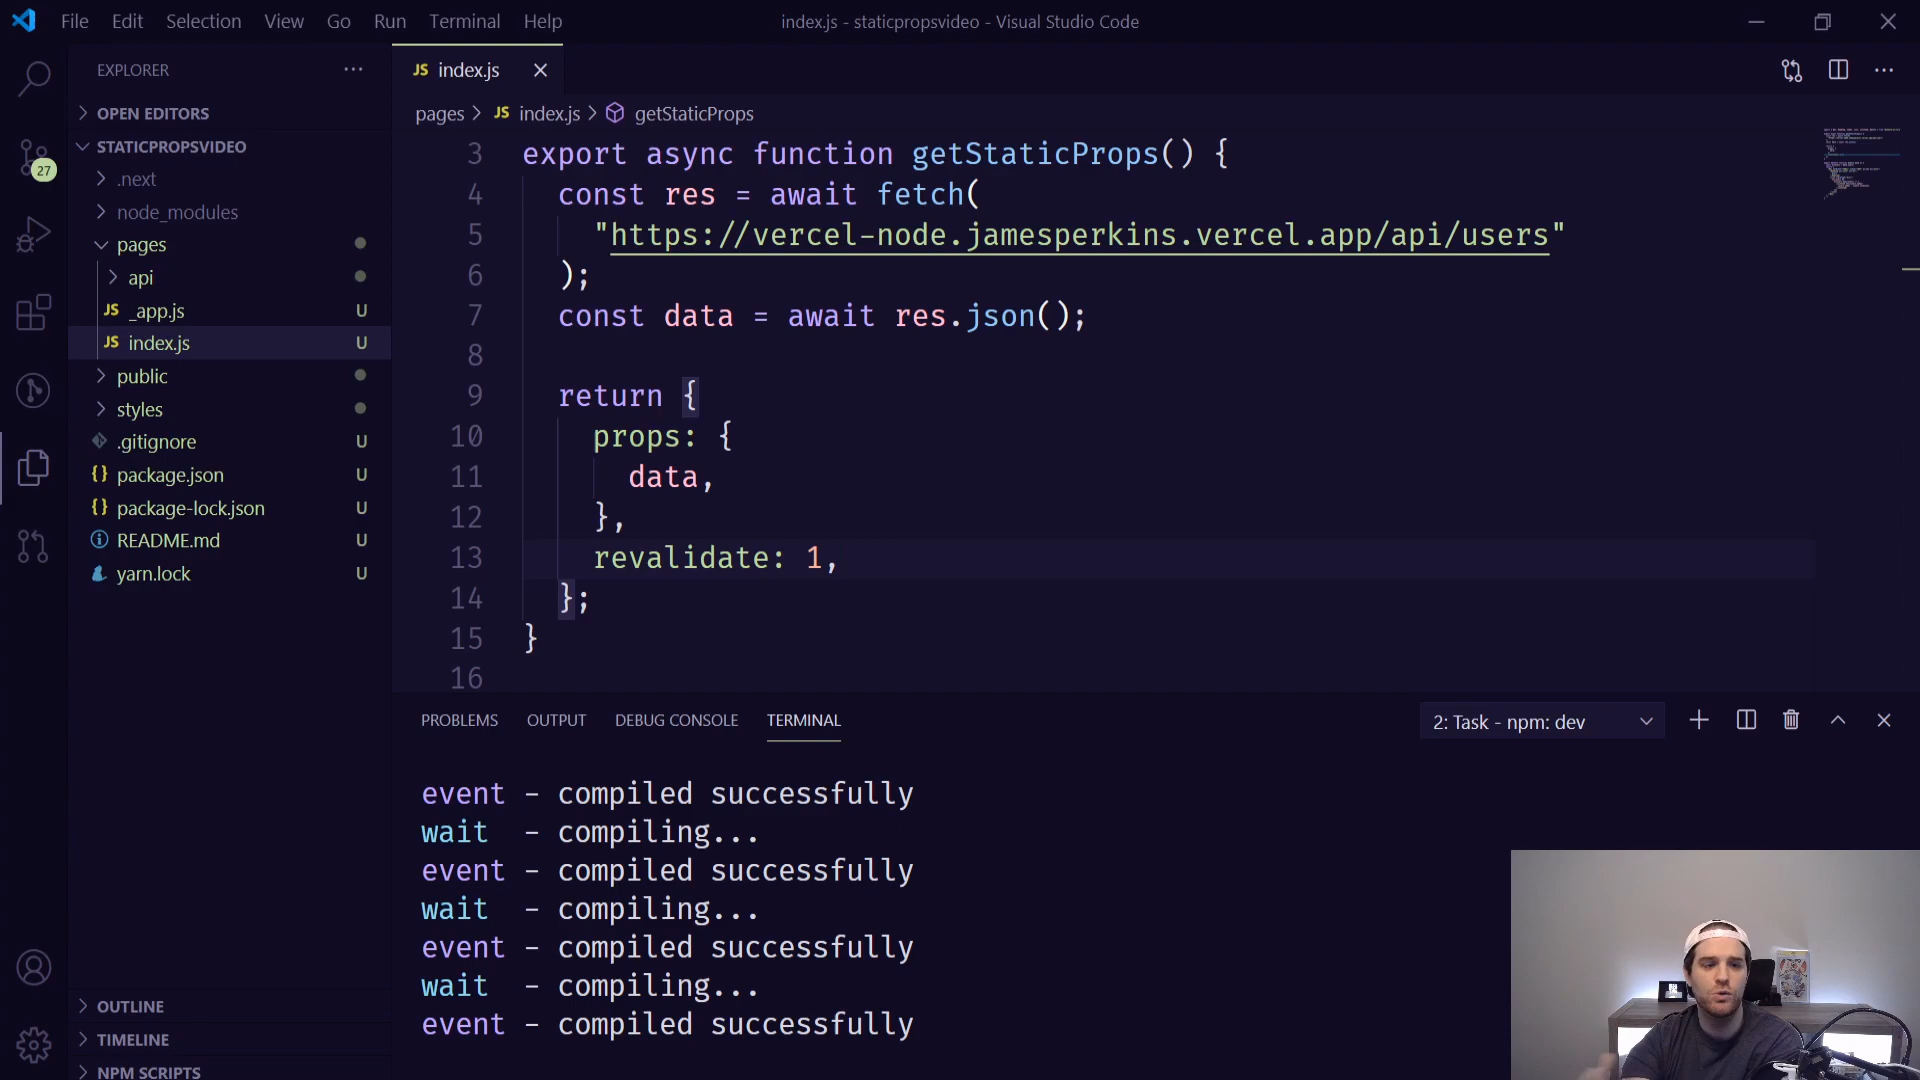 File Edit Selection View Go Run Terminal Help
index.js - staticpropsvideo - Visual Studio Code
EXPLORER
OPEN EDITORS
STATICPROPSVIDEO
.next
node_modules
pages
api
JS _app.js U
JS index.js U
public
styles
.gitignore U
{} package.json U
{} package-lock.json U
README.md U
yarn.lock U
OUTLINE
TIMELINE
NPM SCRIPTS
27
JS index.js
pages > JS index.js > getStaticProps
3 export async function getStaticProps() {
4 const res = await fetch(
5 "https://vercel-node.jamesperkins.vercel.app/api/users"
6 );
7 const data = await res.json();
8
9 return {
10 props: {
11 data,
12 },
13 revalidate: 1,
14 };
15 }
16
PROBLEMS OUTPUT DEBUG CONSOLE TERMINAL
2: Task - npm: dev
event - compiled successfully
wait - compiling...
event - compiled successfully
wait - compiling...
event - compiled successfully
wait - compiling...
event - compiled successfully